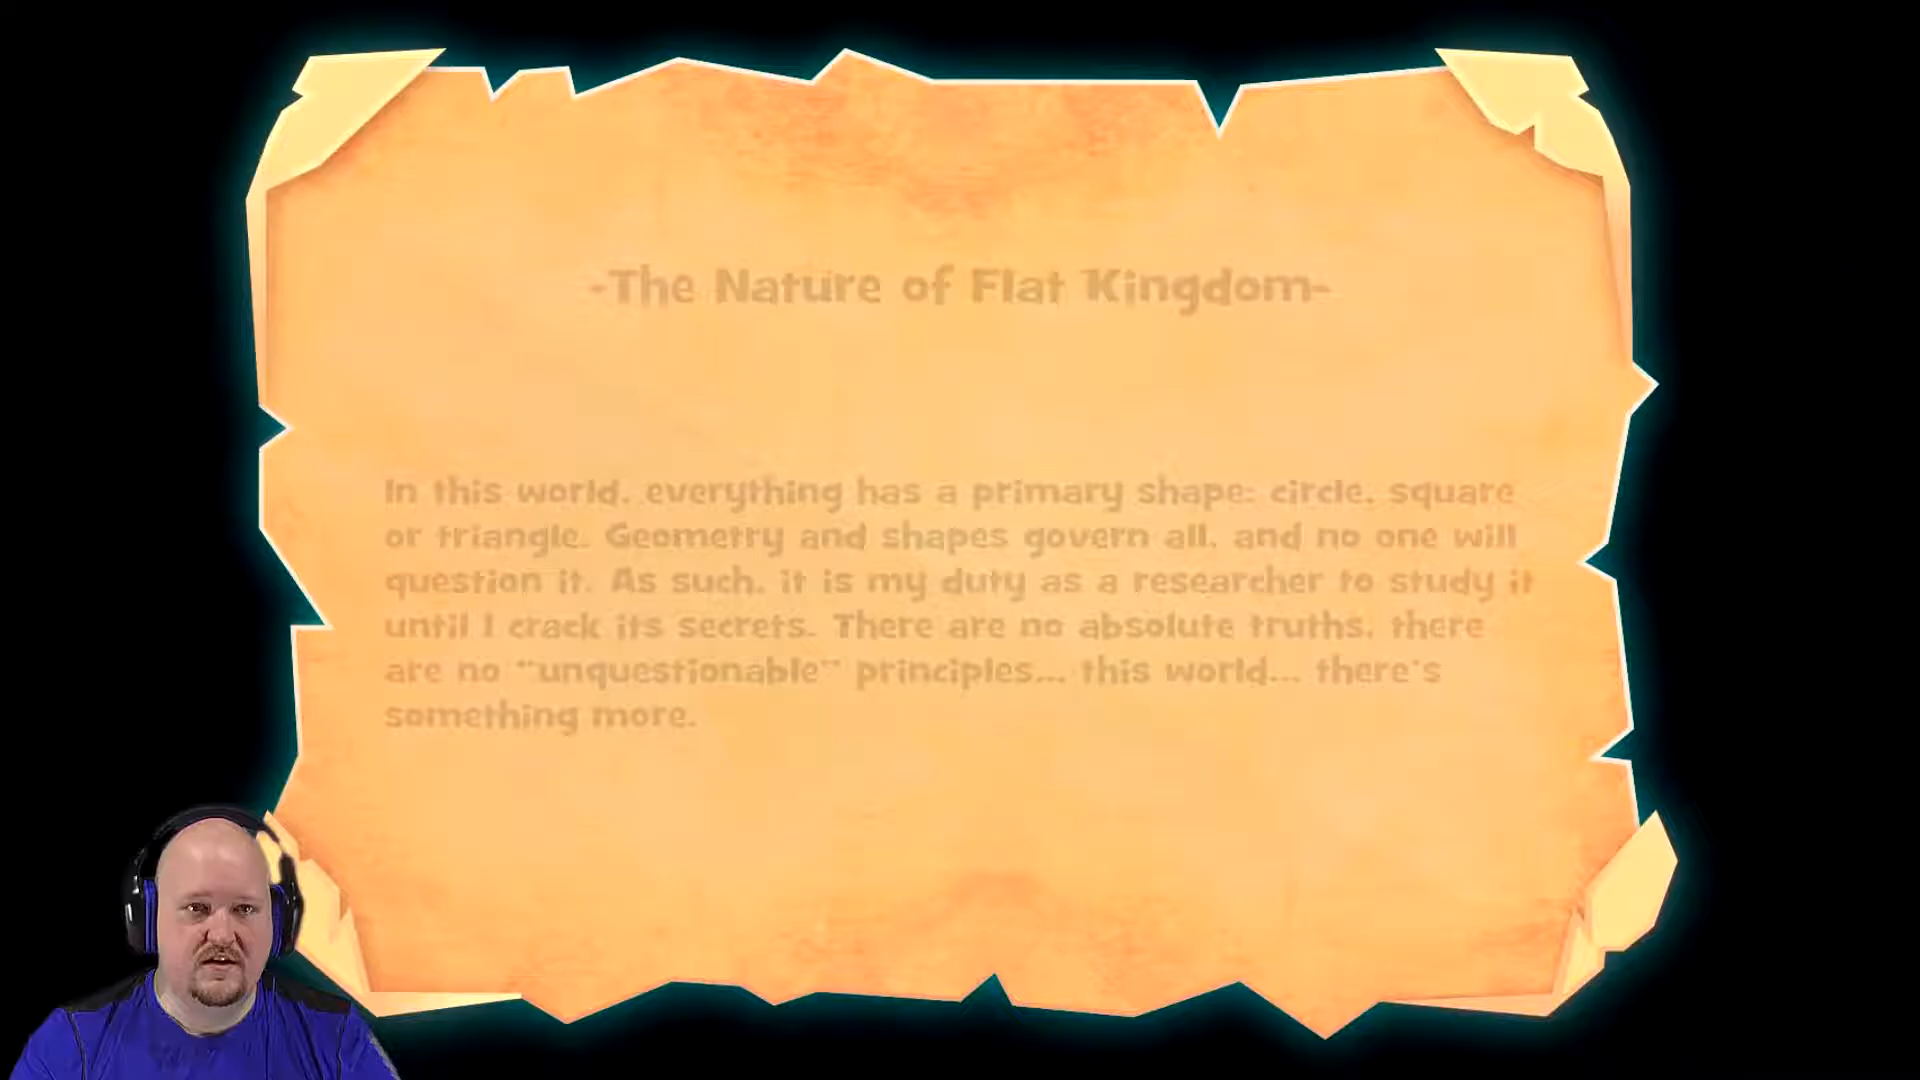 -The Nature of Flat Kingdom-
In this world, everything has a primary shape: circle, square
or triangle. Geometry and shapes govern all, and no one will
question it. As such, it is my duty as a researcher to study it
until I crack its secrets. There are no absolute truths, there
are no "unquestionable" principles... this world... there's
something more.